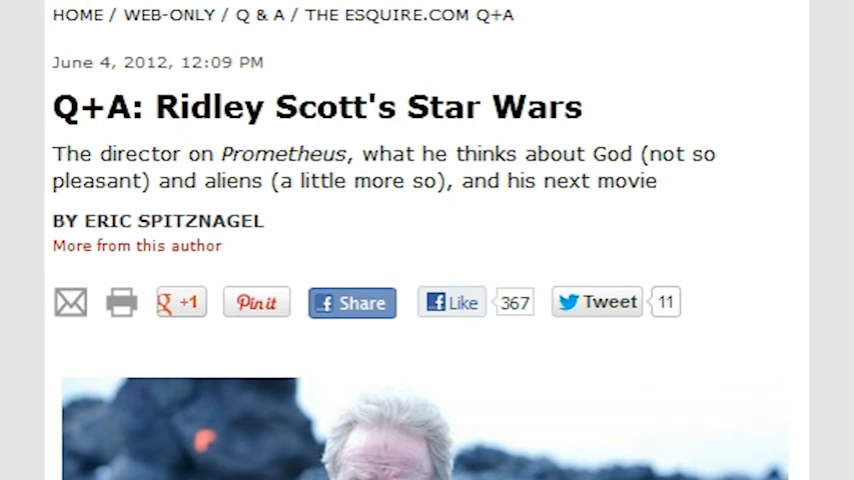 HOME / WEB-ONLY / Q & A / THE ESQUIRE.COM Q+A
June 4, 2012, 12:09 PM
Q+A: Ridley Scott's Star Wars
The director on Prometheus, what he thinks about God (not so
pleasant) and aliens (a little more so), and his next movie
BY ERIC SPITZNAGEL
More from this author
g +1 Pin it f Share f Like 367 Tweet 11